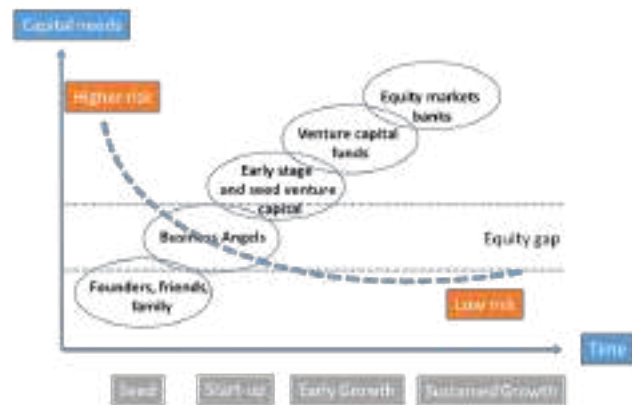 Capital needs
Higher risk
Equity markets
banks
Venture capital
funds
Early stage
and seed venture
capital
Business Angels
Equity gap
Founders, friends,
family
Low risk
Time
Seed
Start-up
Early Growth
Sustained Growth